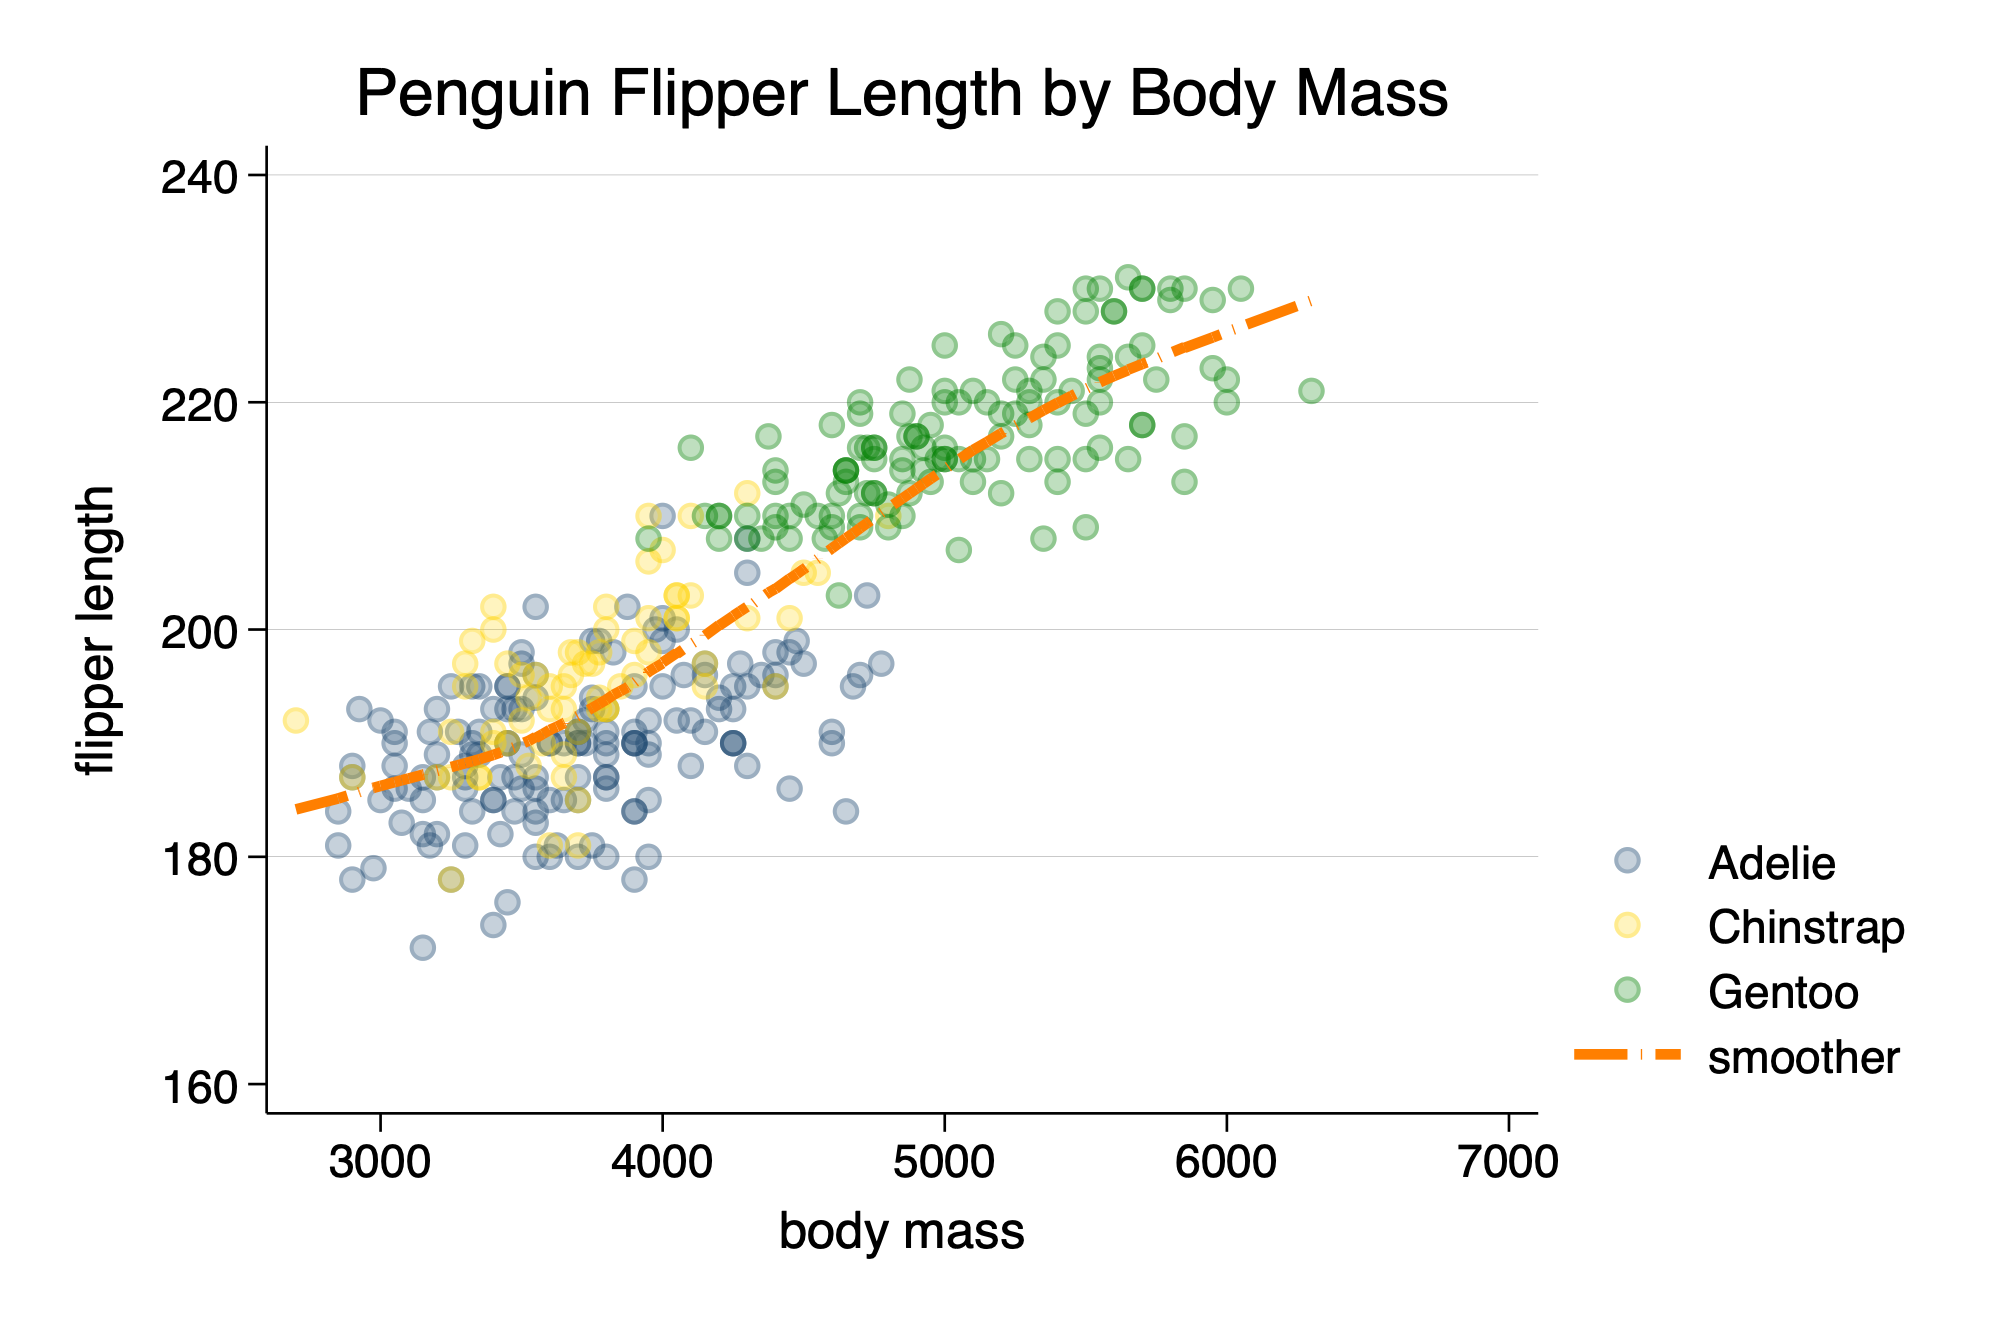 Penguin Flipper Length by Body Mass
flipper length
240
220
200
180
160
3000
4000
5000
6000
7000
body mass
Adelie
Chinstrap
Gentoo
smoother